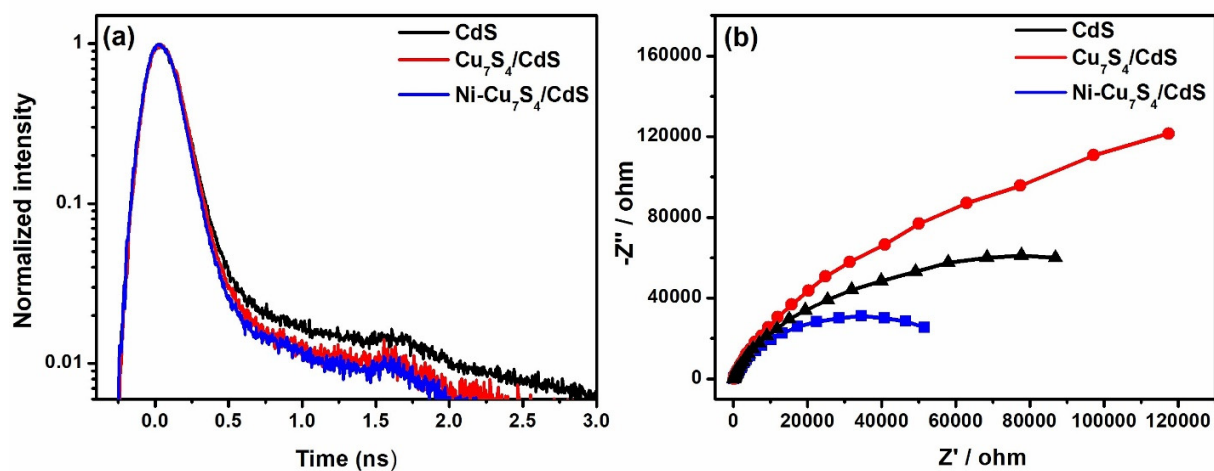 (a)
CdS
Cu₇S₄/CdS
Ni-Cu₇S₄/CdS
Normalized intensity
1
0.1
0.01
0.0 0.5 1.0 1.5 2.0 2.5 3.0
Time (ns)
(b)
CdS
Cu₇S₄/CdS
Ni-Cu₇S₄/CdS
-Z'' / ohm
160000
120000
80000
40000
0
0 20000 40000 60000 80000 100000 120000
Z' / ohm